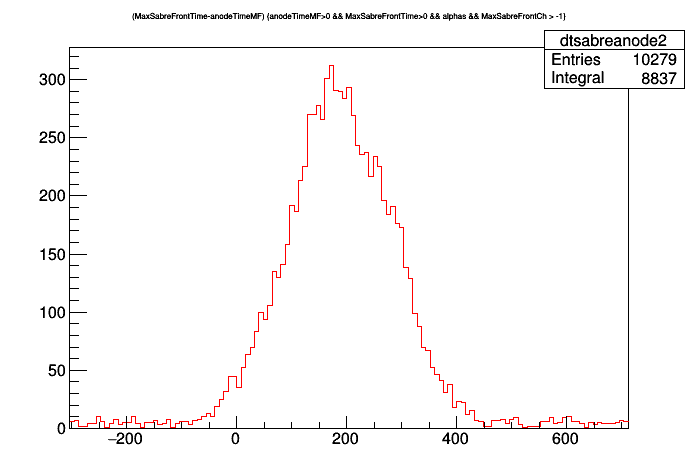 (MaxSabreFrontTime-anodeTimeMF) {anodeTimeMF>0 && MaxSabreFrontTime>0 && alphas && MaxSabreFrontCh > -1}
dtsabreanode2
Entries 10279
Integral 8837
300
250
200
150
100
50
0
−200 0 200 400 600